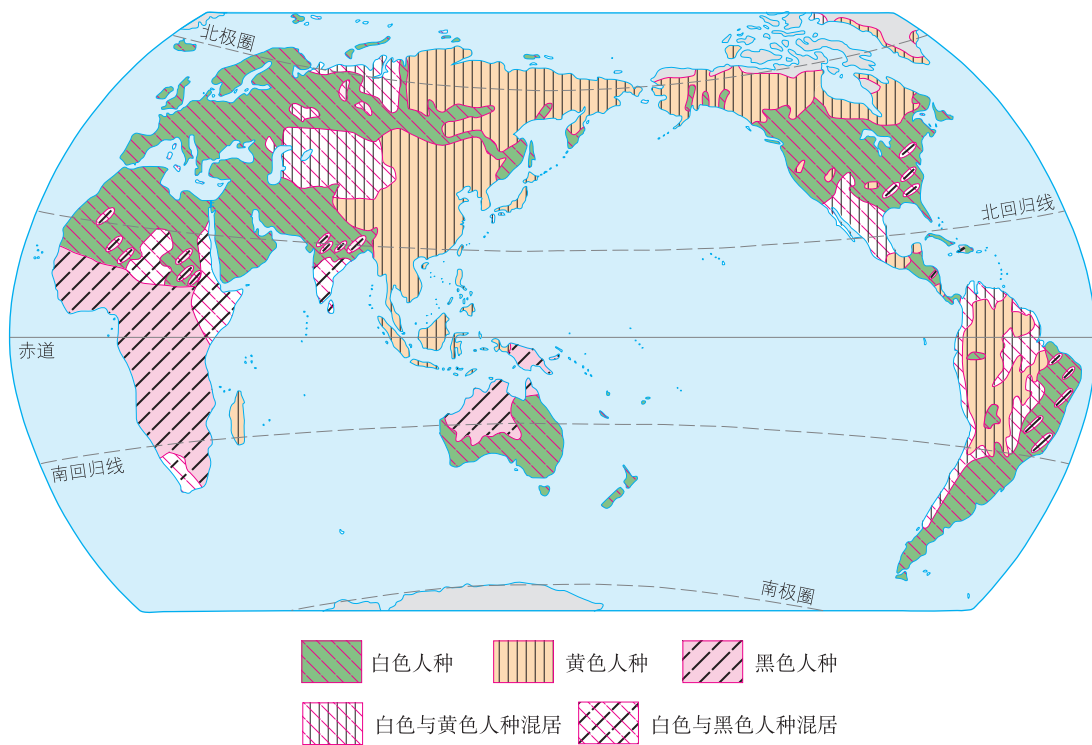 北极圈
北回归线
赤道
南回归线
南极圈
白色人种
黄色人种
黑色人种
白色与黄色人种混居
白色与黑色人种混居